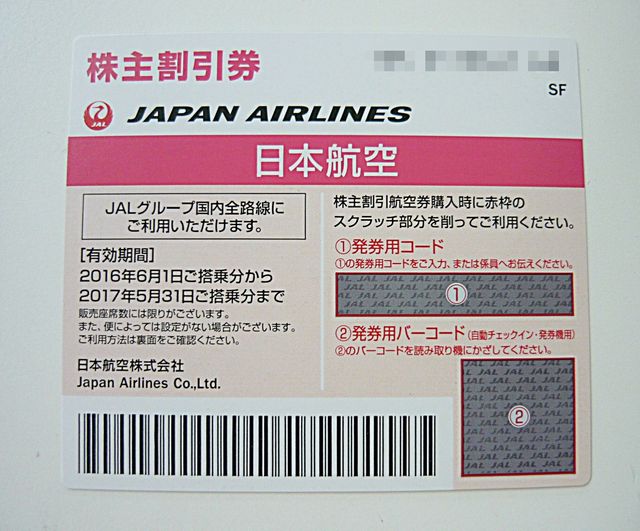 株主割引券
SF
JAL
JAPAN AIRLINES
日本航空
JALグループ国内全路線に
ご利用いただけます。
[有効期間]
2016年6月1日ご搭乗分から
2017年5月31日ご搭乗分まで
販売座席数には限りがございます。
また、便によっては設定がない場合がございます。
ご利用方法は裏面をご確認ください。
日本航空株式会社
Japan Airlines Co.,Ltd.
株主割引航空券購入時に赤枠の
スクラッチ部分を削ってご利用ください。
①発券用コード
①の発券用コードをご入力、または係員へお伝えください。
①
②発券用バーコード(自動チェックイン・発券機用)
②のバーコードを読み取り機にかざしてください。
②